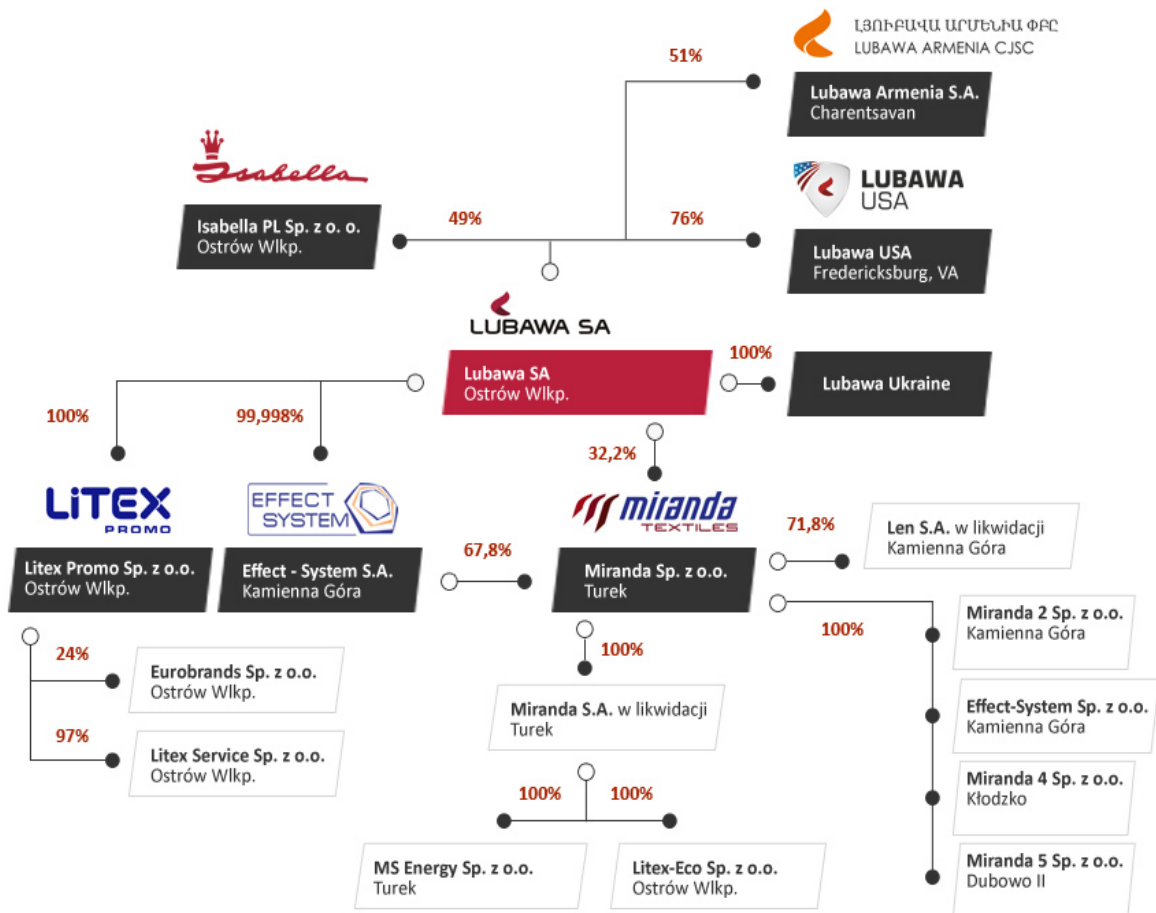 ԼՅՈՒԲԱՎԱ ԱՐՄԵՆԻԱ ՓԲԸ
LUBAWA ARMENIA CJSC
51%
Lubawa Armenia S.A.
Charentsavan
Isabella
LUBAWA
USA
Isabella PL Sp. z o. o.
Ostrów Wlkp.
49%
76%
Lubawa USA
Fredericksburg, VA
LUBAWA SA
Lubawa SA
Ostrów Wlkp.
100%
Lubawa Ukraine
100%
99,998%
32,2%
LiTEX
PROMO
EFFECT
SYSTEM
miranda
TEXTILES
71,8%
Len S.A. w likwidacji
Kamienna Góra
Litex Promo Sp. z o.o.
Ostrów Wlkp.
Effect - System S.A.
Kamienna Góra
67,8%
Miranda Sp. z o.o.
Turek
100%
Miranda 2 Sp. z o.o.
Kamienna Góra
24%
Eurobrands Sp. z o.o.
Ostrów Wlkp.
100%
Miranda S.A. w likwidacji
Turek
Effect-System Sp. z o.o.
Kamienna Góra
97%
Litex Service Sp. z o.o.
Ostrów Wlkp.
100%
100%
Miranda 4 Sp. z o.o.
Kłodzko
MS Energy Sp. z o.o.
Turek
Litex-Eco Sp. z o.o.
Ostrów Wlkp.
Miranda 5 Sp. z o.o.
Dubowo II